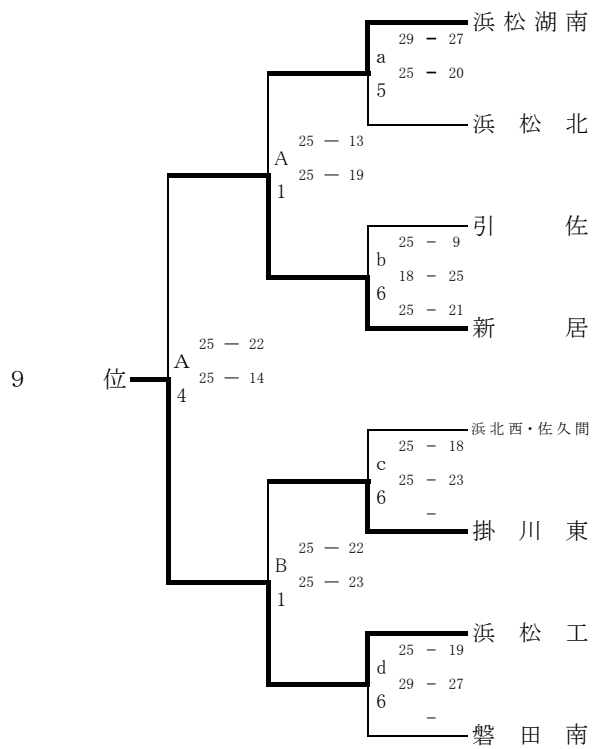 浜松湖南
29 － 27
a
25 － 20
5
浜松北
25 － 13
A
25 － 19
1
引佐
25 － 9
b
18 － 25
6
25 － 21
新居
25 － 22
A
9位
25 － 14
4
浜北西・佐久間
25 － 18
c
25 － 23
6
－
掛川東
25 － 22
B
25 － 23
1
浜松工
25 － 19
d
29 － 27
6
－
磐田南